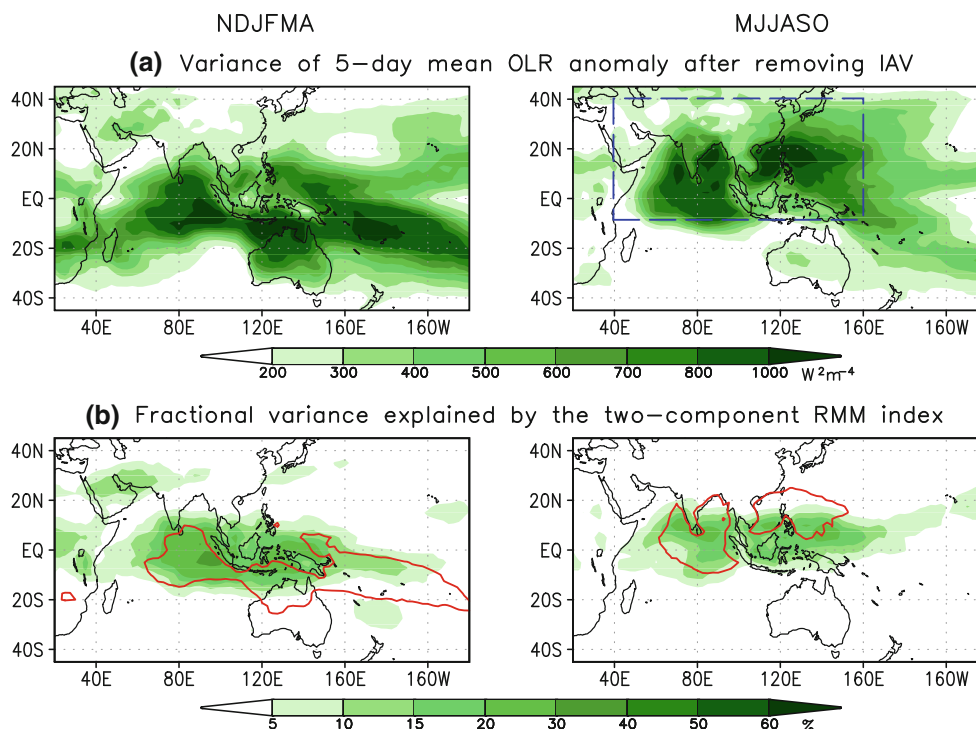 NDJFMA MJJASO
(a) Variance of 5-day mean OLR anomaly after removing IAV
40N 40N
20N 20N
EQ EQ
20S 20S
40S 40S
40E 80E 120E 160E 160W 40E 80E 120E 160E 160W
200 300 400 500 600 700 800 1000 W²m⁻⁴
(b) Fractional variance explained by the two-component RMM index
40N 40N
20N 20N
EQ EQ
20S 20S
40S 40S
40E 80E 120E 160E 160W 40E 80E 120E 160E 160W
5 10 15 20 30 40 50 60 %